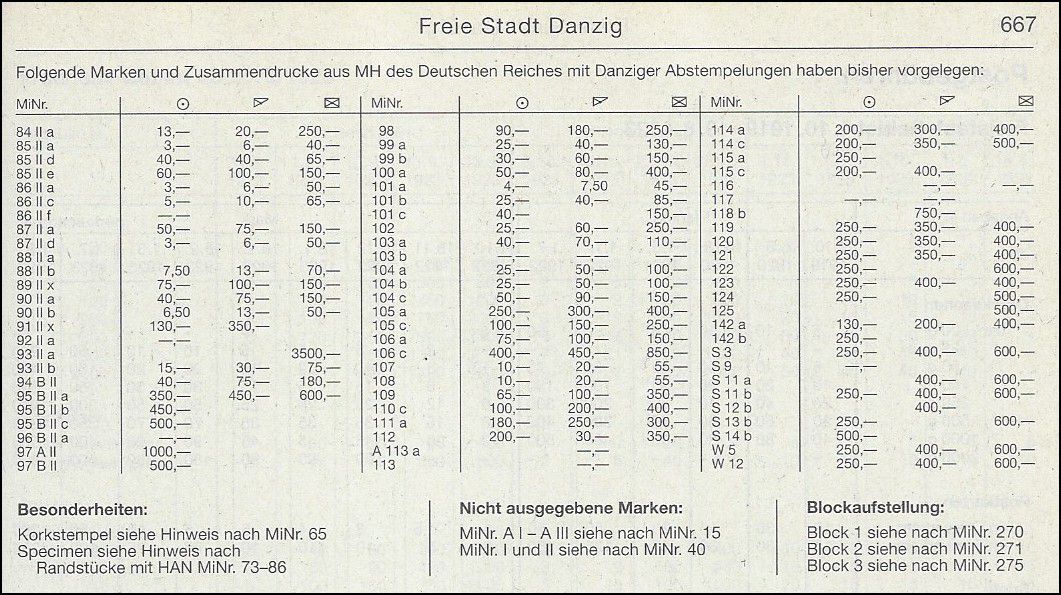 Freie Stadt Danzig 667
Folgende Marken und Zusammendrucke aus MH des Deutschen Reiches mit Danziger Abstempelungen haben bisher vorgelegen:
MiNr. ⊙
84 II a 13,— 20,— 250,—
85 II a 3,— 6,— 40,—
85 II d 40,— 40,— 65,—
85 II e 60,— 100,— 150,—
86 II a 3,— 6,— 50,—
86 II c 5,— 10,— 65,—
86 II f —,—
87 II a 50,— 75,— 150,—
87 II d 3,— 6,— 50,—
88 II a
88 II b 7,50 13,— 70,—
89 II x 75,— 100,— 150,—
90 II a 40,— 75,— 150,—
90 II b 6,50 13,— 50,—
91 II x 130,— 350,—
92 II a —,—
93 II a 3500,—
93 II b 15,— 30,— 75,—
94 B II 40,— 75,— 180,—
95 B II a 350,— 450,— 600,—
95 B II b 450,—
95 B II c 500,—
96 B II a —,—
97 A II 1000,—
97 B II 500,—
MiNr. ⊙
98 90,— 180,— 250,—
99 a 25,— 40,— 130,—
99 b 30,— 60,— 150,—
100 a 50,— 80,— 400,—
101 a 4,— 7,50 45,—
101 b 25,— 40,— 85,—
101 c 40,— 150,—
102 25,— 60,— 250,—
103 a 40,— 70,— 110,—
103 b —,— —,— —,—
104 a 25,— 50,— 100,—
104 b 25,— 50,— 100,—
104 c 50,— 90,— 150,—
105 a 250,— 300,— 400,—
105 c 100,— 150,— 250,—
106 a 75,— 100,— 150,—
106 c 400,— 450,— 850,—
107 10,— 20,— 55,—
108 10,— 20,— 55,—
109 65,— 100,— 350,—
110 c 100,— 200,— 400,—
111 a 180,— 250,— 300,—
112 200,— 30,— 350,—
A 113 a —,—
113 —,—
MiNr. ⊙
114 a 200,— 300,— 400,—
114 c 200,— 350,— 500,—
115 a 250,—
115 c 200,— 400,—
116 —,— —,—
117 —,— —,—
118 b 750,—
119 250,— 350,— 400,—
120 250,— 350,— 400,—
121 250,— 350,— 400,—
122 250,— 600,—
123 250,— 400,— 400,—
124 250,— 500,—
125 500,—
142 a 130,— 200,— 400,—
142 b 250,—
S 3 250,— 400,— 600,—
S 9 —,—
S 11 a 400,— 600,—
S 11 b 250,— 400,— 600,—
S 12 b 400,—
S 13 b 250,— 600,—
S 14 b 500,—
W 5 250,— 400,— 600,—
W 12 250,— 400,— 600,—
Besonderheiten:
Korkstempel siehe Hinweis nach MiNr. 65
Specimen siehe Hinweis nach
Randstücke mit HAN MiNr. 73–86
Nicht ausgegebene Marken:
MiNr. A I – A III siehe nach MiNr. 15
MiNr. I und II siehe nach MiNr. 40
Blockaufstellung:
Block 1 siehe nach MiNr. 270
Block 2 siehe nach MiNr. 271
Block 3 siehe nach MiNr. 275